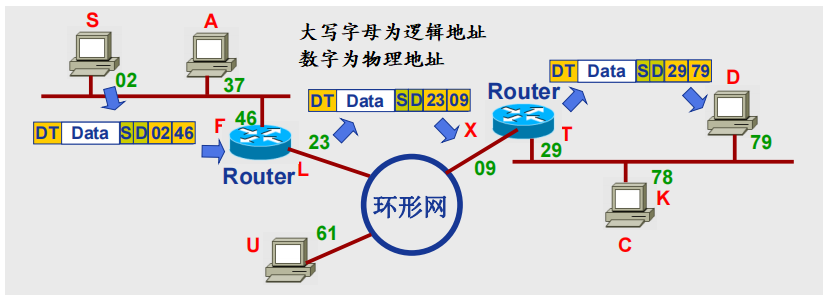 S
A
大写字母为逻辑地址
数字为物理地址
02
37
DT Data S D 29 79
D
Router
DT Data S D 23 09
DT Data S D 02 46
F
46
23
X
T
79
Router
L
09
29
环形网
78
K
U
61
C